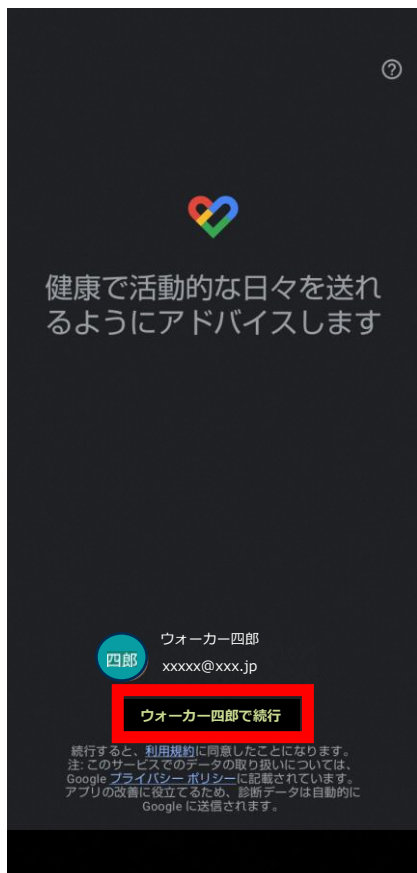 健康で活動的な日々を送れ
るようにアドバイスします
四郎
ウォーカー四郎
xxxxx@xxx.jp
ウォーカー四郎で続行
続行すると、利用規約に同意したことになります。
注: このサービスでのデータの取り扱いについては、
Google プライバシー ポリシーに記載されています。
アプリの改善に役立てるため、診断データは自動的に
Google に送信されます。